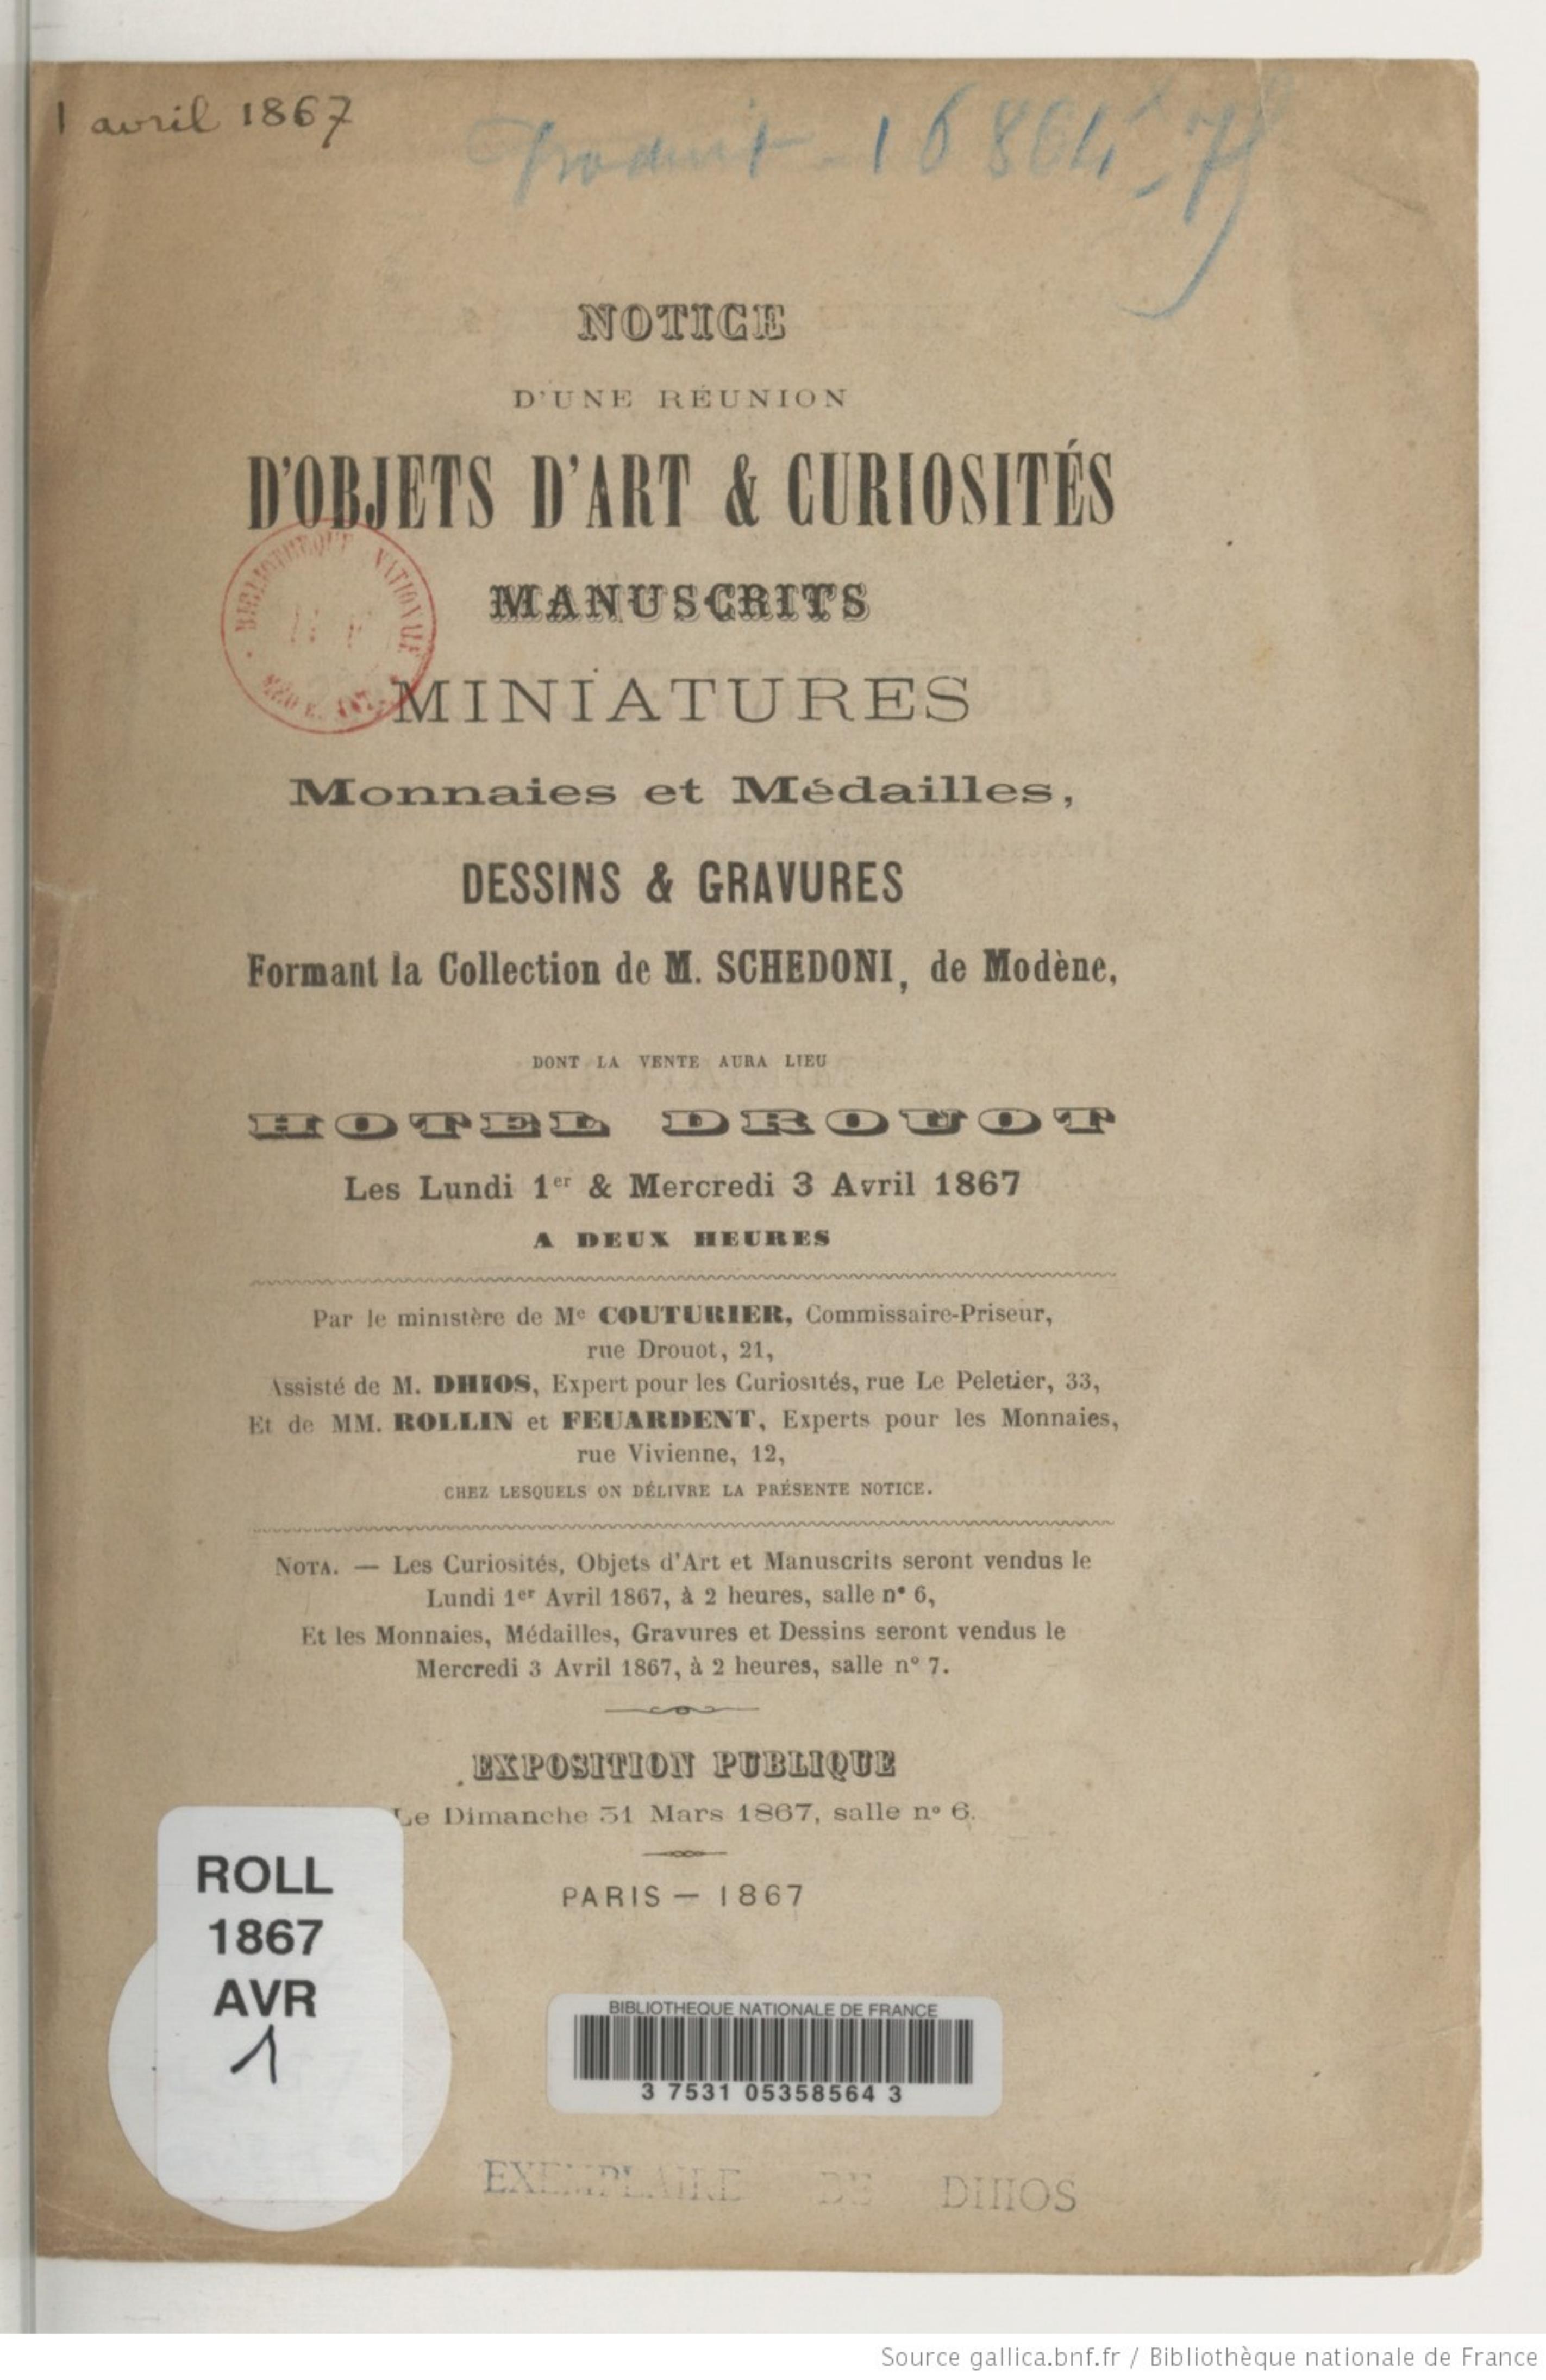 1 avril 1867
Produit - 16864
NOTICE
D'UNE RÉUNION
D'OBJETS D'ART & CURIOSITÉS
MANUSCRITS
MINIATURES
Monnaies et Médailles,
DESSINS & GRAVURES
Formant la Collection de M. SCHEDONI, de Modène,
DONT LA VENTE AURA LIEU
HOTEL DROUOT
Les Lundi 1er & Mercredi 3 Avril 1867
A DEUX HEURES
Par le ministère de Me COUTURIER, Commissaire-Priseur,
rue Drouot, 21,
Assisté de M. DHIOS, Expert pour les Curiosités, rue Le Peletier, 33,
Et de MM. ROLLIN et FEUARDENT, Experts pour les Monnaies,
rue Vivienne, 12,
CHEZ LESQUELS ON DÉLIVRE LA PRÉSENTE NOTICE.
NOTA. — Les Curiosités, Objets d'Art et Manuscrits seront vendus le
Lundi 1er Avril 1867, à 2 heures, salle n° 6,
Et les Monnaies, Médailles, Gravures et Dessins seront vendus le
Mercredi 3 Avril 1867, à 2 heures, salle n° 7.
EXPOSITION PUBLIQUE
Le Dimanche 31 Mars 1867, salle n° 6.
PARIS — 1867
BIBLIOTHEQUE NATIONALE
ROLL
1867
AVR
1
BIBLIOTHEQUE NATIONALE DE FRANCE
3 7531 05358564 3
EXEMPLAIRE DE DHIOS
Source gallica.bnf.fr / Bibliothèque nationale de France